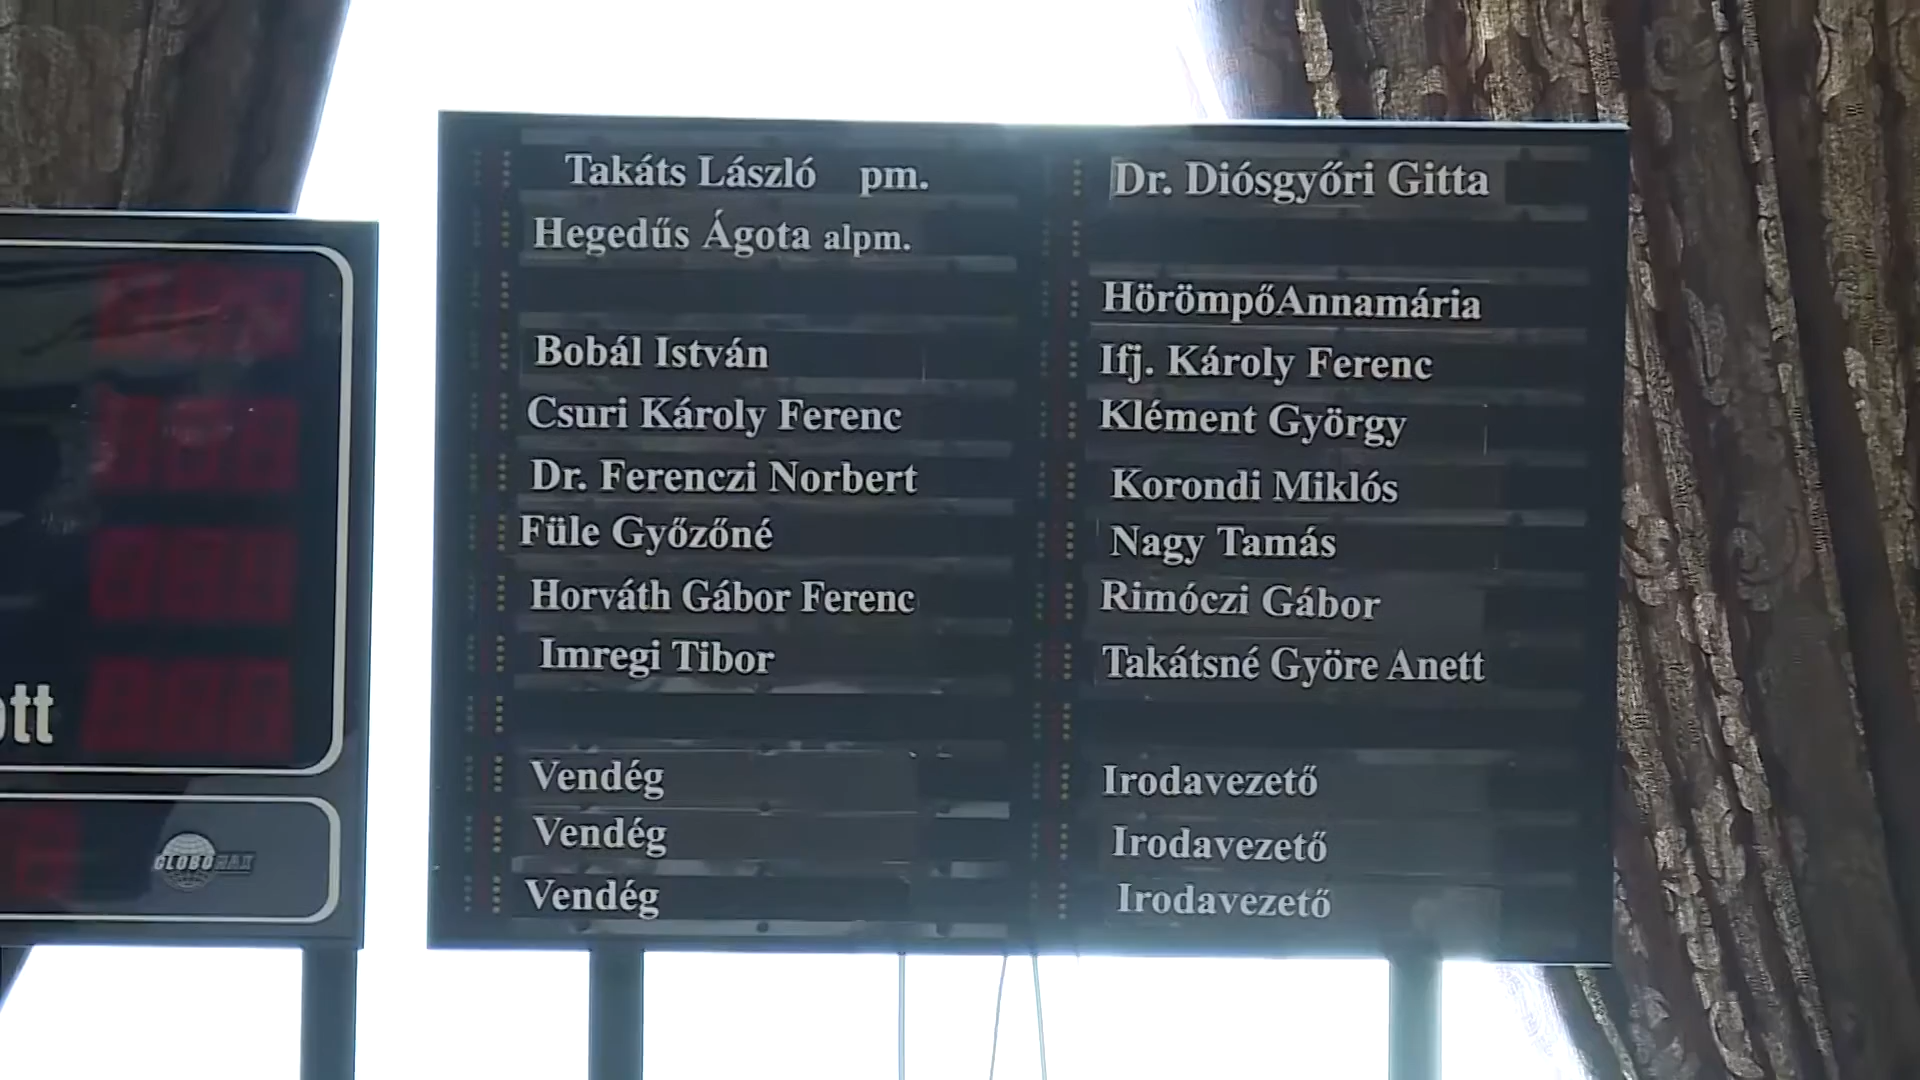 Takáts László pm.
Hegedűs Ágota alpm.
Bobál István
Csuri Károly Ferenc
Dr. Ferenczi Norbert
Füle Győzőné
Horváth Gábor Ferenc
Imregi Tibor
Vendég
Vendég
Vendég
Dr. Diósgyőri Gitta
HörömpőAnnamária
Ifj. Károly Ferenc
Klément György
Korondi Miklós
Nagy Tamás
Rimóczi Gábor
Takátsné Györe Anett
Irodavezető
Irodavezető
Irodavezető
ott
GLOBOMAX